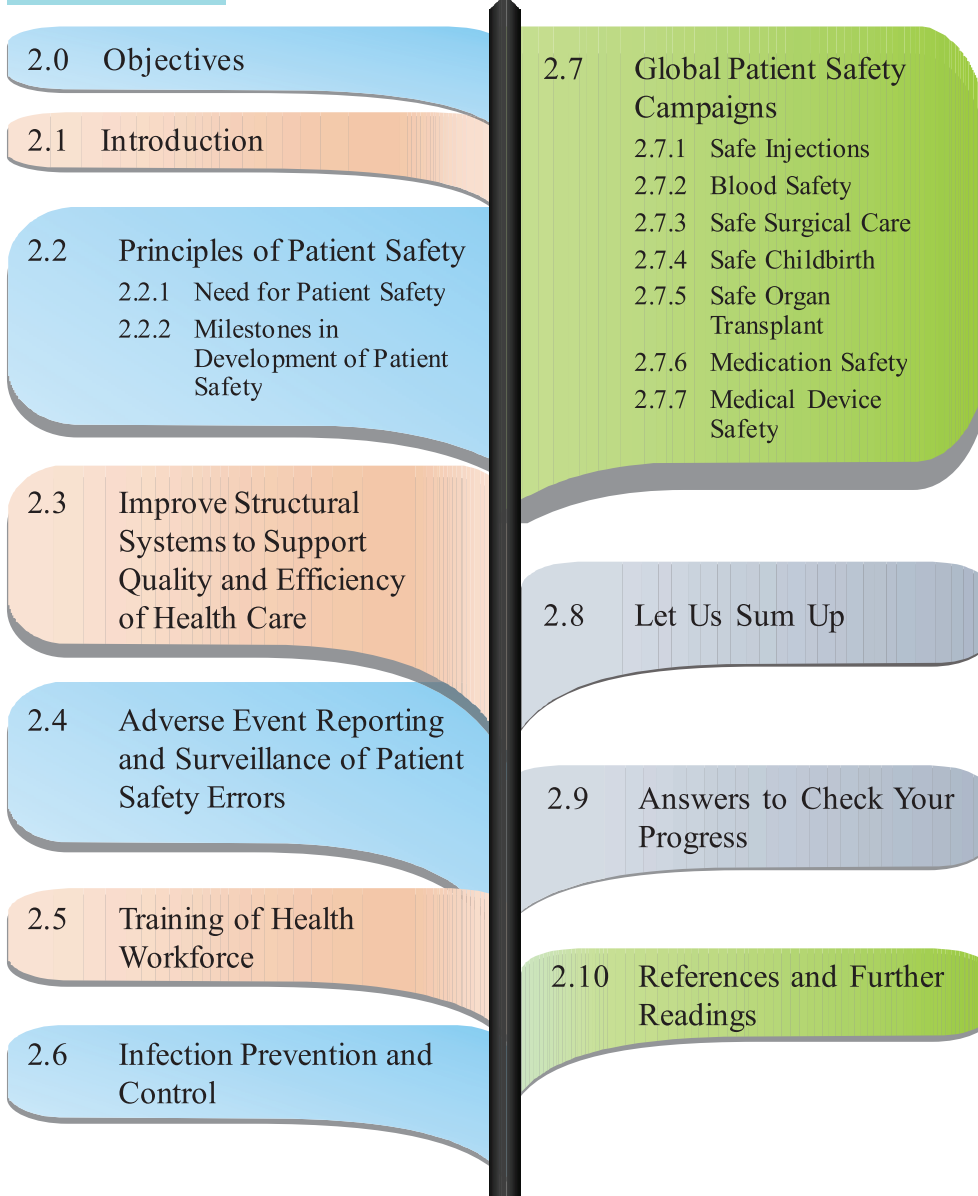 2.0 Objectives
2.1 Introduction
2.2 Principles of Patient Safety
2.2.1 Need for Patient Safety
2.2.2 Milestones in
Development of Patient
Safety
2.3 Improve Structural
Systems to Support
Quality and Efficiency
of Health Care
2.4 Adverse Event Reporting
and Surveillance of Patient
Safety Errors
2.5 Training of Health
Workforce
2.6 Infection Prevention and
Control
2.7 Global Patient Safety
Campaigns
2.7.1 Safe Injections
2.7.2 Blood Safety
2.7.3 Safe Surgical Care
2.7.4 Safe Childbirth
2.7.5 Safe Organ
Transplant
2.7.6 Medication Safety
2.7.7 Medical Device
Safety
2.8 Let Us Sum Up
2.9 Answers to Check Your
Progress
2.10 References and Further
Readings